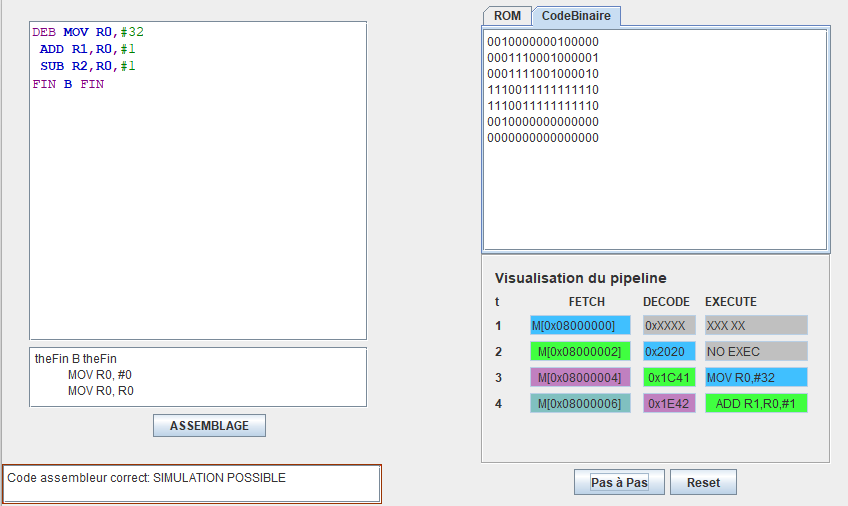 DEB MOV R0,#32
ADD R1,R0,#1
SUB R2,R0,#1
FIN B FIN
theFin B theFin
MOV R0, #0
MOV R0, R0
ASSEMBLAGE
Code assembleur correct: SIMULATION POSSIBLE
ROM CodeBinaire
0010000000100000
0001110001000001
0001111001000010
1110011111111110
1110011111111110
0010000000000000
0000000000000000
Visualisation du pipeline
t FETCH DECODE EXECUTE
1 M[0x08000000] 0xXXXX XXX XX
2 M[0x08000002] 0x2020 NO EXEC
3 M[0x08000004] 0x1C41 MOV R0,#32
4 M[0x08000006] 0x1E42 ADD R1,R0,#1
Pas à Pas Reset